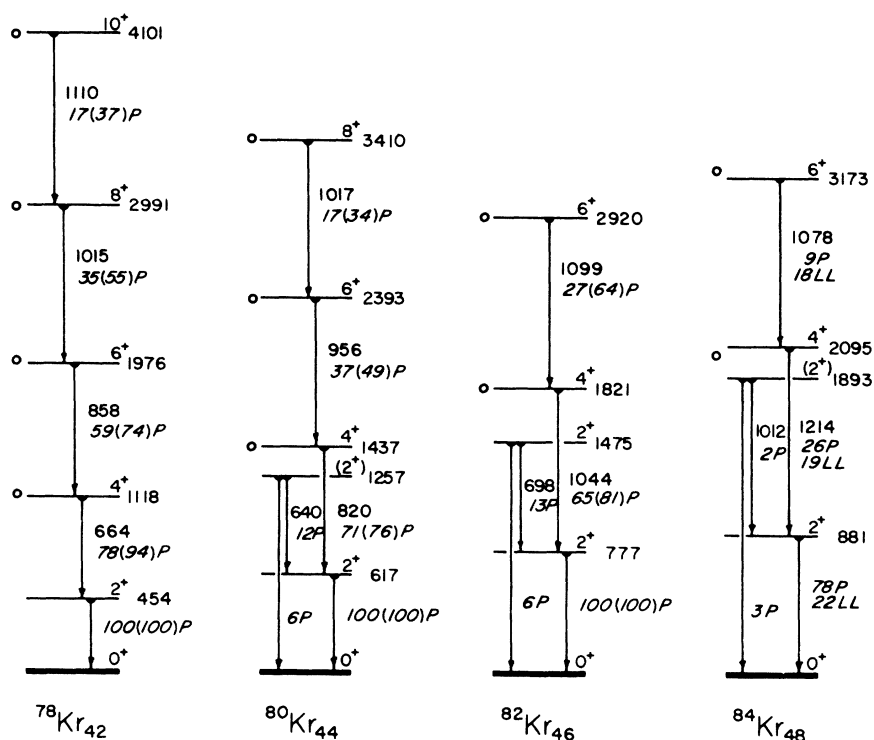 10+ 4101
1110
17(37)P
8+ 2991
1015
35(55)P
6+ 1976
858
59(74)P
4+ 1118
664
78(94)P
2+ 454
100(100)P
0+
78Kr42
8+ 3410
1017
17(34)P
6+ 2393
956
37(49)P
4+ 1437
(2+) 1257
640
12P
820
71(76)P
2+ 617
6P
100(100)P
0+
80Kr44
6+ 2920
1099
27(64)P
4+ 1821
2+ 1475
698
13P
1044
65(81)P
2+ 777
6P
100(100)P
0+
82Kr46
6+ 3173
1078
9P
18LL
4+ 2095
(2+) 1893
1012
2P
1214
26P
19LL
2+ 881
3P
78P
22LL
0+
84Kr48